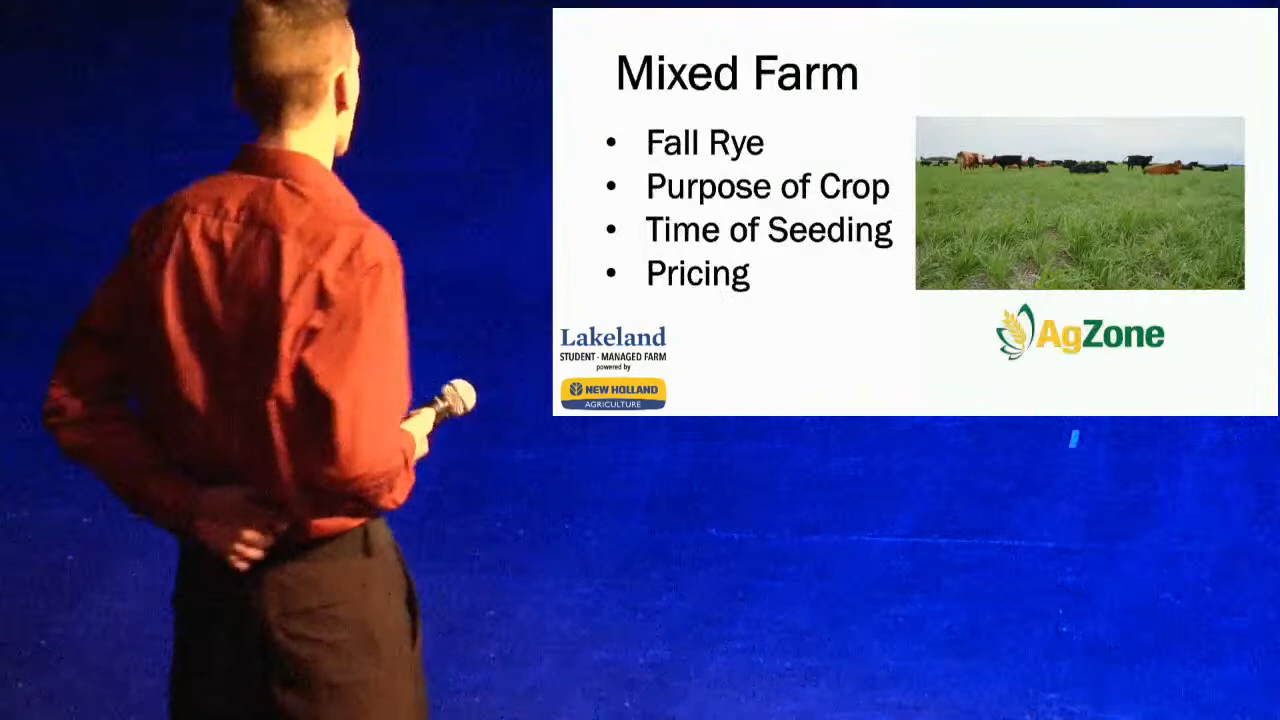 Mixed Farm
• Fall Rye
• Purpose of Crop
• Time of Seeding
• Pricing
AgZone
Lakeland
STUDENT-MANAGED FARM
powered by
NEW HOLLAND
AGRICULTURE